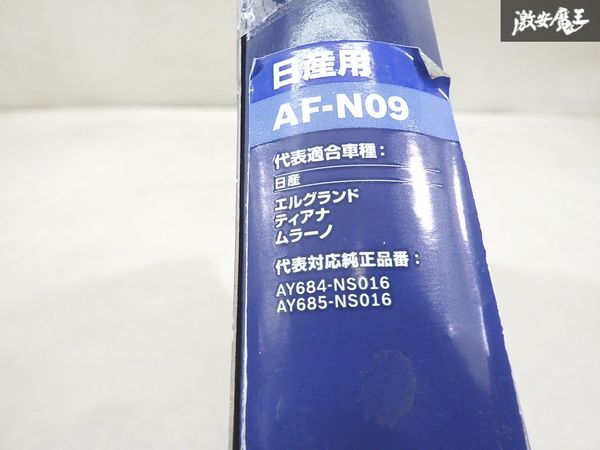 激安魔王
日産用
AF-N09
代表適合車種：
日産
エルグランド
ティアナ
ムラーノ
代表対応純正品番：
AY684-NS016
AY685-NS016